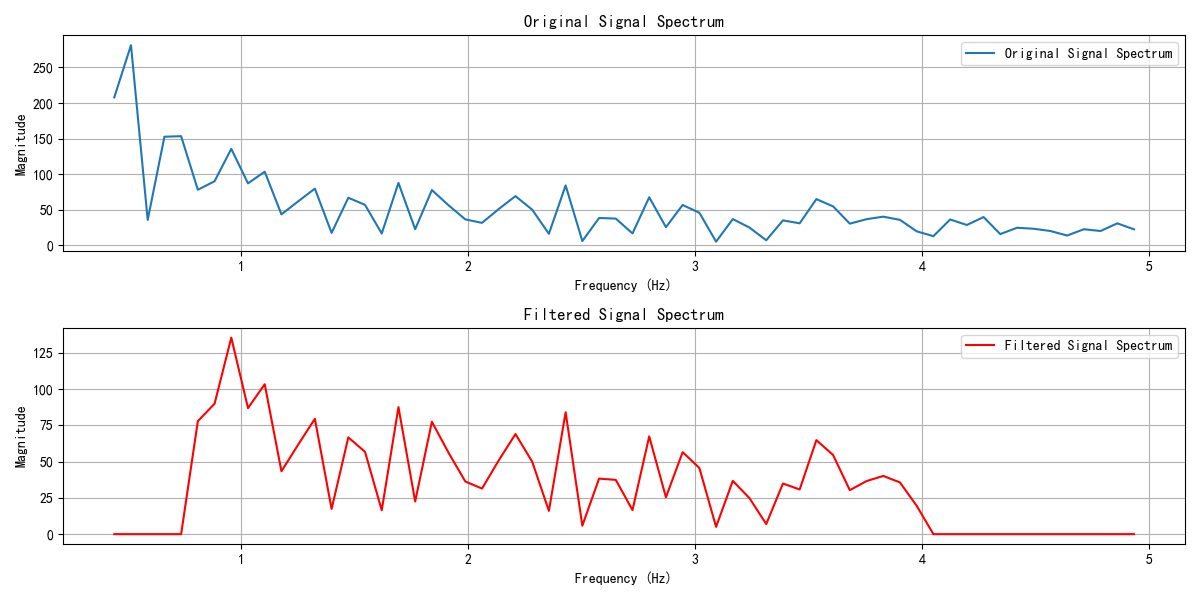 Original Signal Spectrum
Original Signal Spectrum
Magnitude
250
200
150
100
50
0
1 2 3 4 5
Frequency (Hz)
Filtered Signal Spectrum
Filtered Signal Spectrum
Magnitude
125
100
75
50
25
0
1 2 3 4 5
Frequency (Hz)